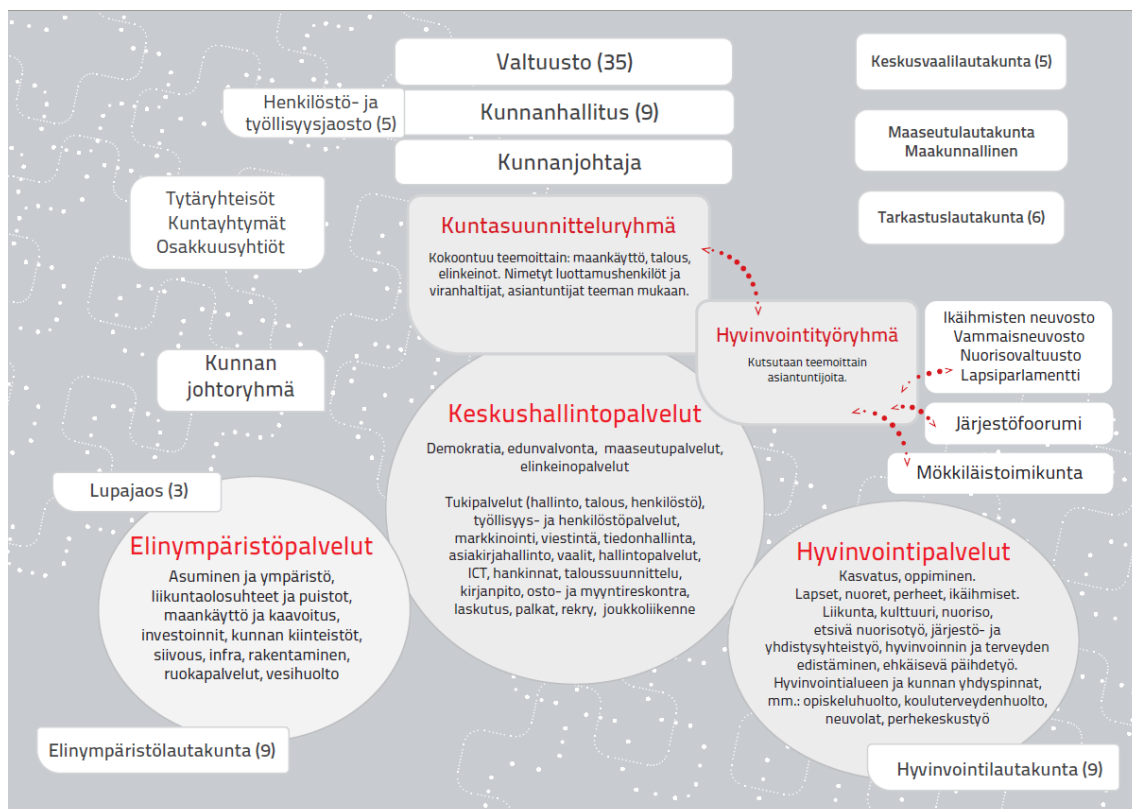 Valtuusto (35)
Keskusvaalilautakunta (5)
Henkilöstö- ja
työllisyysjaosto (5)
Kunnanhallitus (9)
Kunnanjohtaja
Maaseutulautakunta
Maakunnallinen
Tytäryhteisöt
Kuntayhtymät
Osakkuusyhtiöt
Tarkastuslautakunta (6)
Kuntasuunnitteluryhmä
Kokoontuu teemoittain: maankäyttö, talous,
elinkeinot. Nimetyt luottamushenkilöt ja
viranhaltijat, asiantuntijat teeman mukaan.
Hyvinvointityöryhmä
Kutsutaan teemoittain
asiantuntijoita.
Ikäihmisten neuvosto
Vammaisneuvosto
Nuorisovaltuusto
Lapsiparlamentti
Järjestöfoorumi
Mökkiläistoimikunta
Kunnan
johtoryhmä
Keskushallintopalvelut
Demokratia, edunvalvonta, maaseutupalvelut,
elinkeinopalvelut
Tukipalvelut (hallinto, talous, henkilöstö),
työllisyys- ja henkilöstöpalvelut,
markkinointi, viestintä, tiedonhallinta,
asiakirjahallinto, vaalit, hallintopalvelut,
ICT, hankinnat, taloussuunnittelu,
kirjanpito, osto- ja myyntireskontra,
laskutus, palkat, rekry, joukkoliikenne
Lupajaos (3)
Elinympäristöpalvelut
Asuminen ja ympäristö,
liikuntaolosuhteet ja puistot,
maankäyttö ja kaavoitus,
investoinnit, kunnan kiinteistöt,
siivous, infra, rakentaminen,
ruokapalvelut, vesihuolto
Elinympäristölautakunta (9)
Hyvinvointipalvelut
Kasvatus, oppiminen.
Lapset, nuoret, perheet, ikäihmiset.
Liikunta, kulttuuri, nuoriso,
etsivä nuorisotyö, järjestö- ja
yhdistysyhteistyö, hyvinvoinnin ja terveyden
edistäminen, ehkäisevä päihdetyö.
Hyvinvointialueen ja kunnan yhdyspinnat,
mm.: opiskeluhuolto, kouluterveydenhuolto,
neuvolat, perhekeskustyö
Hyvinvointilautakunta (9)